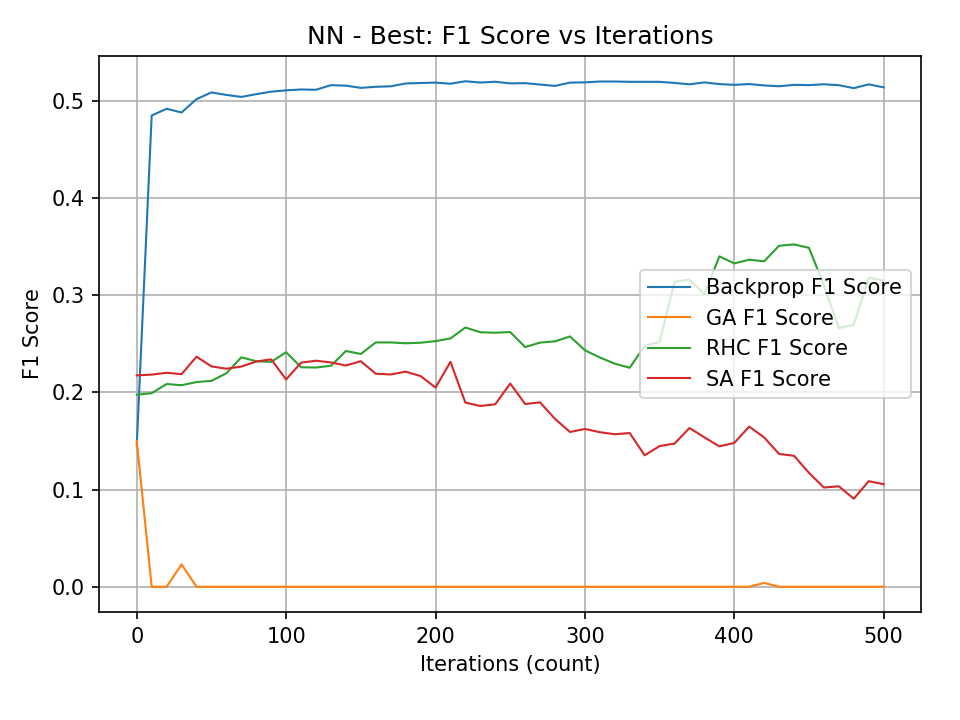 NN - Best: F1 Score vs Iterations
F1 Score
0.5
0.4
0.3
0.2
0.1
0.0
Backprop F1 Score
GA F1 Score
RHC F1 Score
SA F1 Score
0 100 200 300 400 500
Iterations (count)